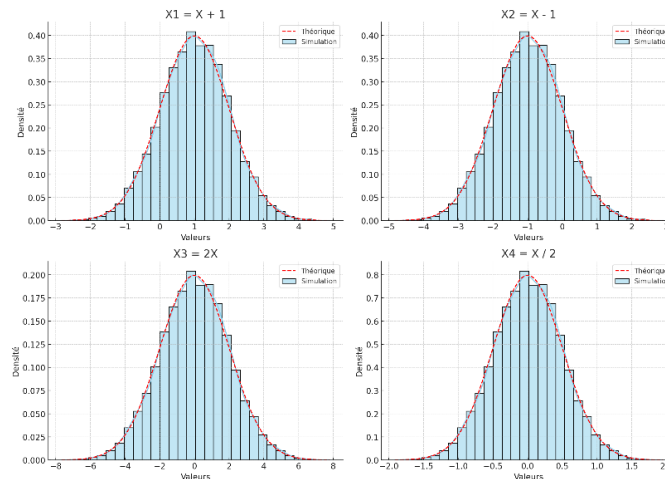 X1 = X + 1
0.40
0.35
0.30
0.25
0.20
0.15
0.10
0.05
0.00
Densité
Théorique
Simulation
−3 −2 −1 0 1 2 3 4 5
Valeurs
X2 = X - 1
0.40
0.35
0.30
0.25
0.20
0.15
0.10
0.05
0.00
Densité
Théorique
Simulation
−5 −4 −3 −2 −1 0 1 2
Valeurs
X3 = 2X
0.200
0.175
0.150
0.125
0.100
0.075
0.050
0.025
0.000
Densité
Théorique
Simulation
−8 −6 −4 −2 0 2 4 6 8
Valeurs
X4 = X / 2
0.8
0.7
0.6
0.5
0.4
0.3
0.2
0.1
0.0
Densité
Théorique
Simulation
−2.0 −1.5 −1.0 −0.5 0.0 0.5 1.0 1.5
Valeurs